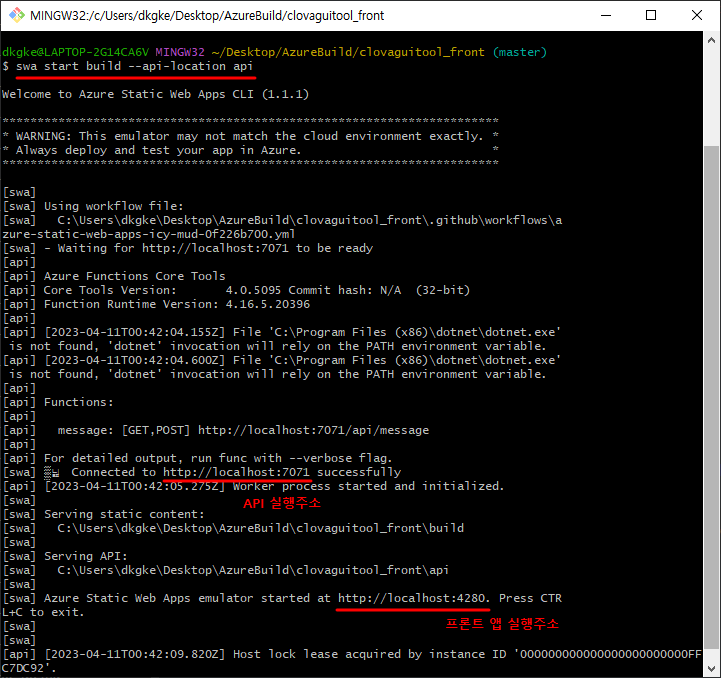 MINGW32:/c/Users/dkgke/Desktop/AzureBuild/clovaguitool_front
dkgke@LAPTOP-2G14CA6V MINGW32 ~/Desktop/AzureBuild/clovaguitool_front (master)
$ swa start build --api-location api
Welcome to Azure Static Web Apps CLI (1.1.1)
***********************************************************************
* WARNING: This emulator may not match the cloud environment exactly. *
* Always deploy and test your app in Azure.                           *
***********************************************************************
[swa]
[swa] Using workflow file:
[swa]   C:\Users\dkgke\Desktop\AzureBuild\clovaguitool_front\.github\workflows\a
zure-static-web-apps-icy-mud-0f226b700.yml
[swa] - Waiting for http://localhost:7071 to be ready
[api]
[api] Azure Functions Core Tools
[api] Core Tools Version:       4.0.5095 Commit hash: N/A  (32-bit)
[api] Function Runtime Version: 4.16.5.20396
[api]
[api] [2023-04-11T00:42:04.155Z] File 'C:\Program Files (x86)\dotnet\dotnet.exe'
 is not found, 'dotnet' invocation will rely on the PATH environment variable.
[api] [2023-04-11T00:42:04.600Z] File 'C:\Program Files (x86)\dotnet\dotnet.exe'
 is not found, 'dotnet' invocation will rely on the PATH environment variable.
[api]
[api] Functions:
[api]
[api]   message: [GET,POST] http://localhost:7071/api/message
[api]
[api] For detailed output, run func with --verbose flag.
[swa] Connected to http://localhost:7071 successfully
[api] [2023-04-11T00:42:05.275Z] Worker process started and initialized.
[swa]
API 실행주소
[swa] Serving static content:
[swa]   C:\Users\dkgke\Desktop\AzureBuild\clovaguitool_front\build
[swa]
[swa] Serving API:
[swa]   C:\Users\dkgke\Desktop\AzureBuild\clovaguitool_front\api
[swa]
[swa] Azure Static Web Apps emulator started at http://localhost:4280. Press CTR
L+C to exit.
[swa]
프론트 앱 실행주소
[swa]
[api] [2023-04-11T00:42:09.820Z] Host lock lease acquired by instance ID '000000000000000000000000FF
C7DC92'.